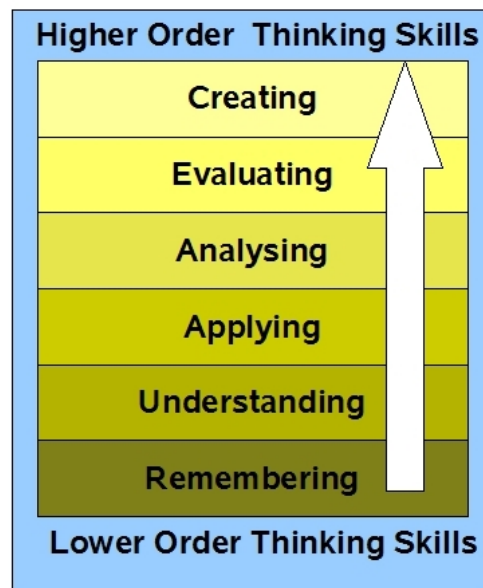 Higher Order Thinking Skills
Creating
Evaluating
Analysing
Applying
Understanding
Remembering
Lower Order Thinking Skills